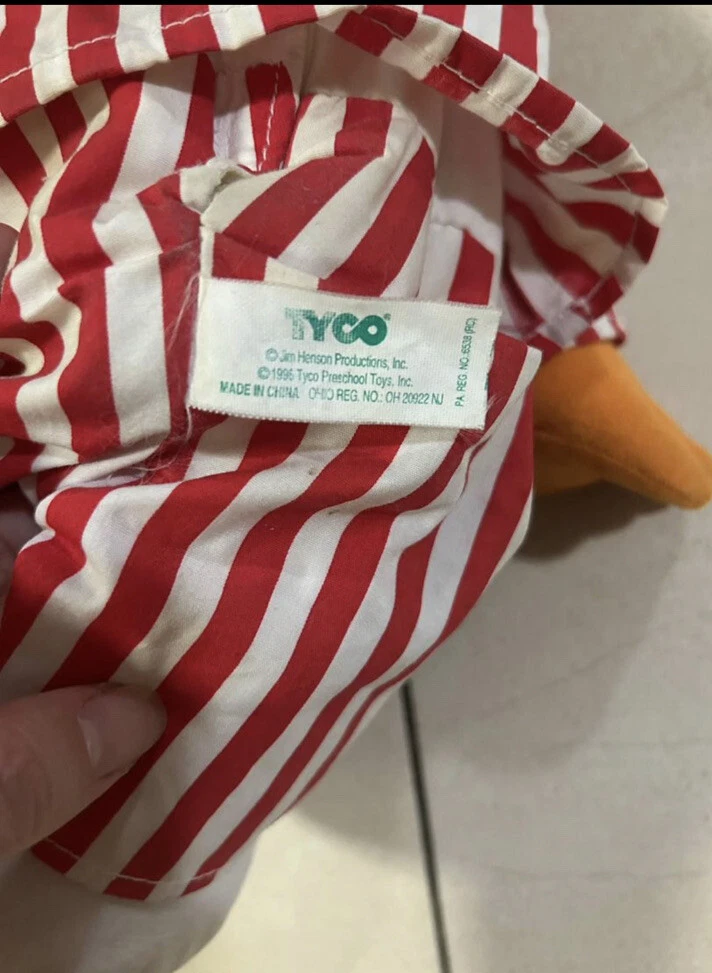 TYCO®
© Jim Henson Productions, Inc.
© 1996 Tyco Preschool Toys, Inc.
MADE IN CHINA OHIO REG. NO.: OH 20922 NJ
PA. REG. NO.:6538 (RC)